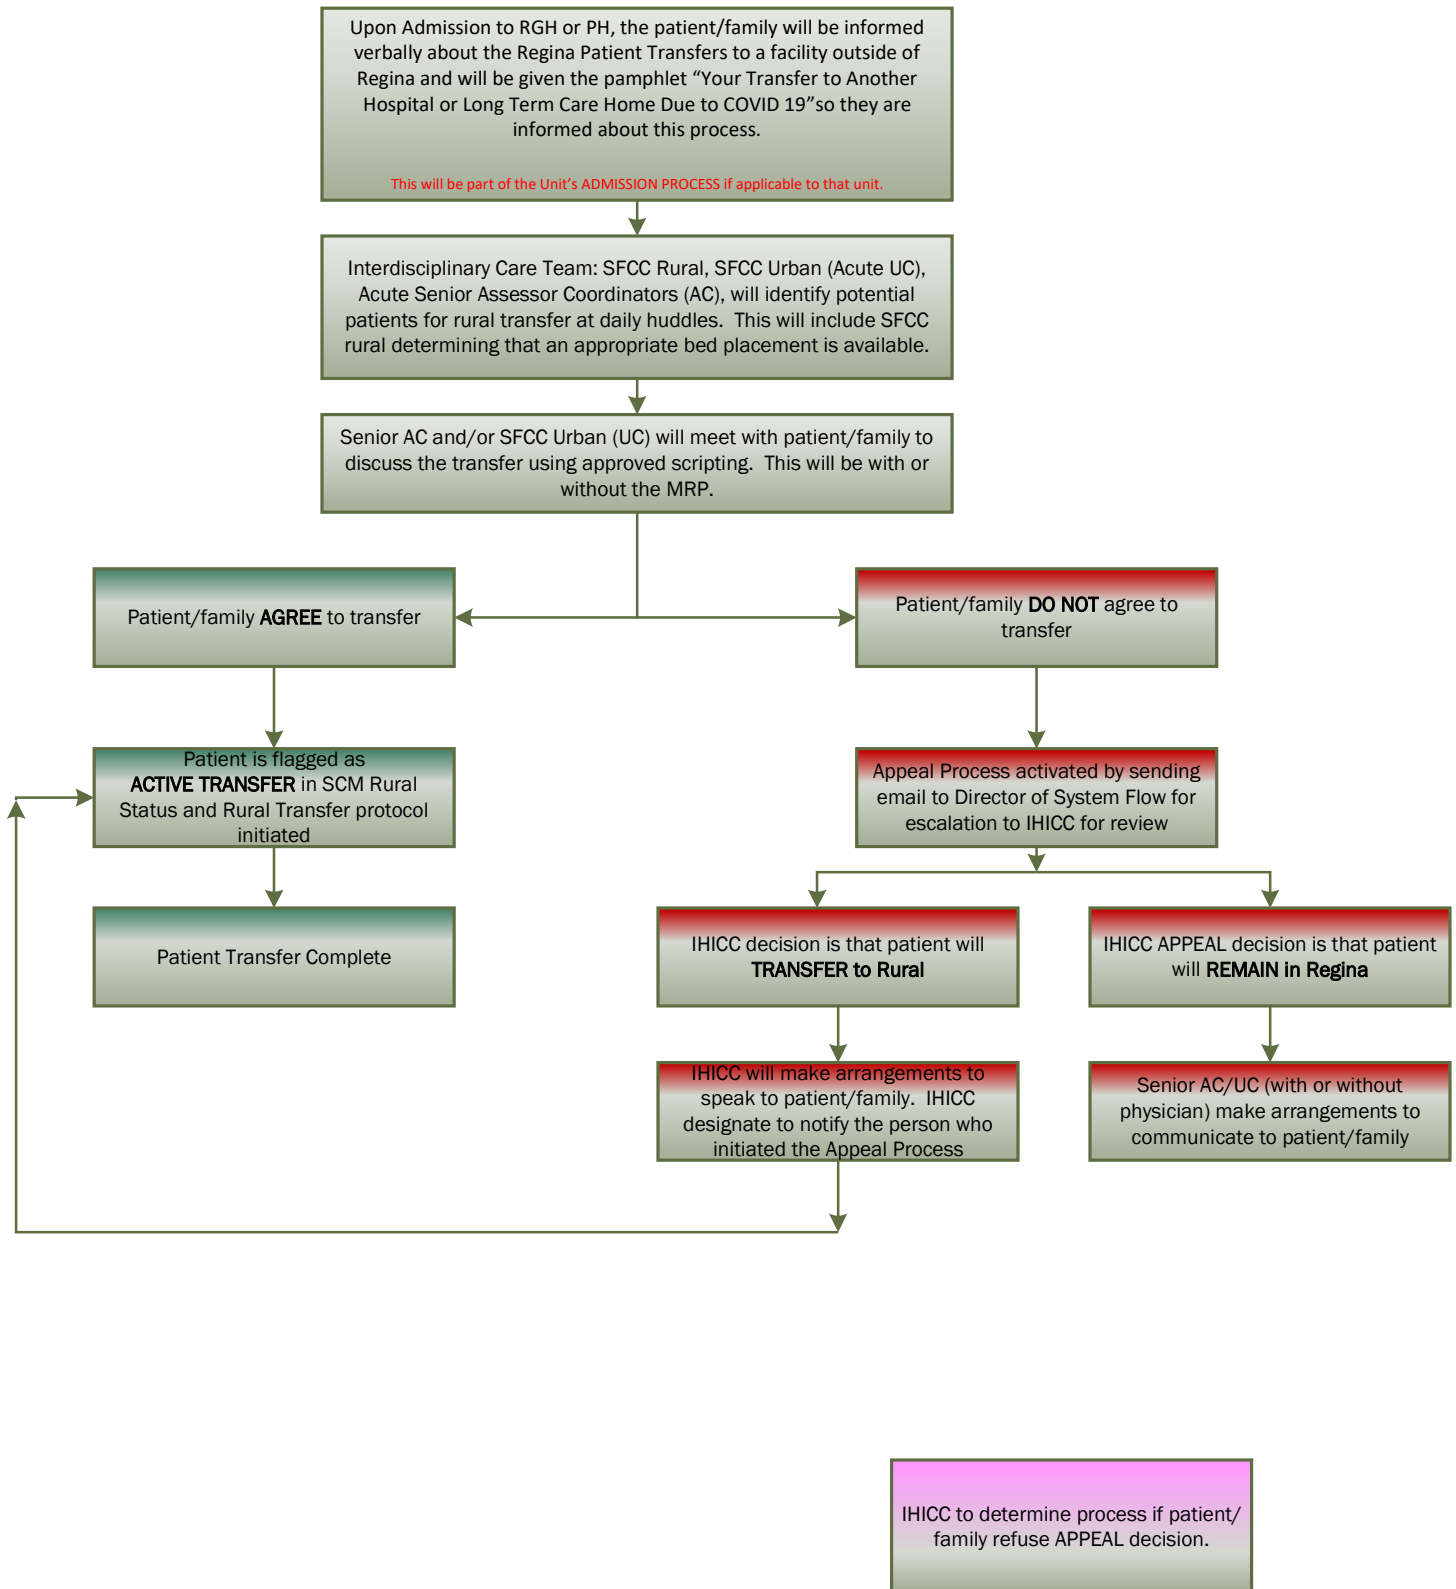 Upon Admission to RGH or PH, the patient/family will be informed
verbally about the Regina Patient Transfers to a facility outside of
Regina and will be given the pamphlet “Your Transfer to Another
Hospital or Long Term Care Home Due to COVID 19”so they are
informed about this process.
This will be part of the Unit’s ADMISSION PROCESS if applicable to that unit.
Interdisciplinary Care Team: SFCC Rural, SFCC Urban (Acute UC),
Acute Senior Assessor Coordinators (AC), will identify potential
patients for rural transfer at daily huddles.  This will include SFCC
rural determining that an appropriate bed placement is available.
Senior AC and/or SFCC Urban (UC) will meet with patient/family to
discuss the transfer using approved scripting.  This will be with or
without the MRP.
Patient/family AGREE to transfer
Patient/family DO NOT agree to
transfer
Patient is flagged as
ACTIVE TRANSFER in SCM Rural
Status and Rural Transfer protocol
initiated
Appeal Process activated by sending
email to Director of System Flow for
escalation to IHICC for review
Patient Transfer Complete
IHICC decision is that patient will
TRANSFER to Rural
IHICC APPEAL decision is that patient
will REMAIN in Regina
IHICC will make arrangements to
speak to patient/family.  IHICC
designate to notify the person who
initiated the Appeal Process
Senior AC/UC (with or without
physician) make arrangements to
communicate to patient/family
IHICC to determine process if patient/
family refuse APPEAL decision.